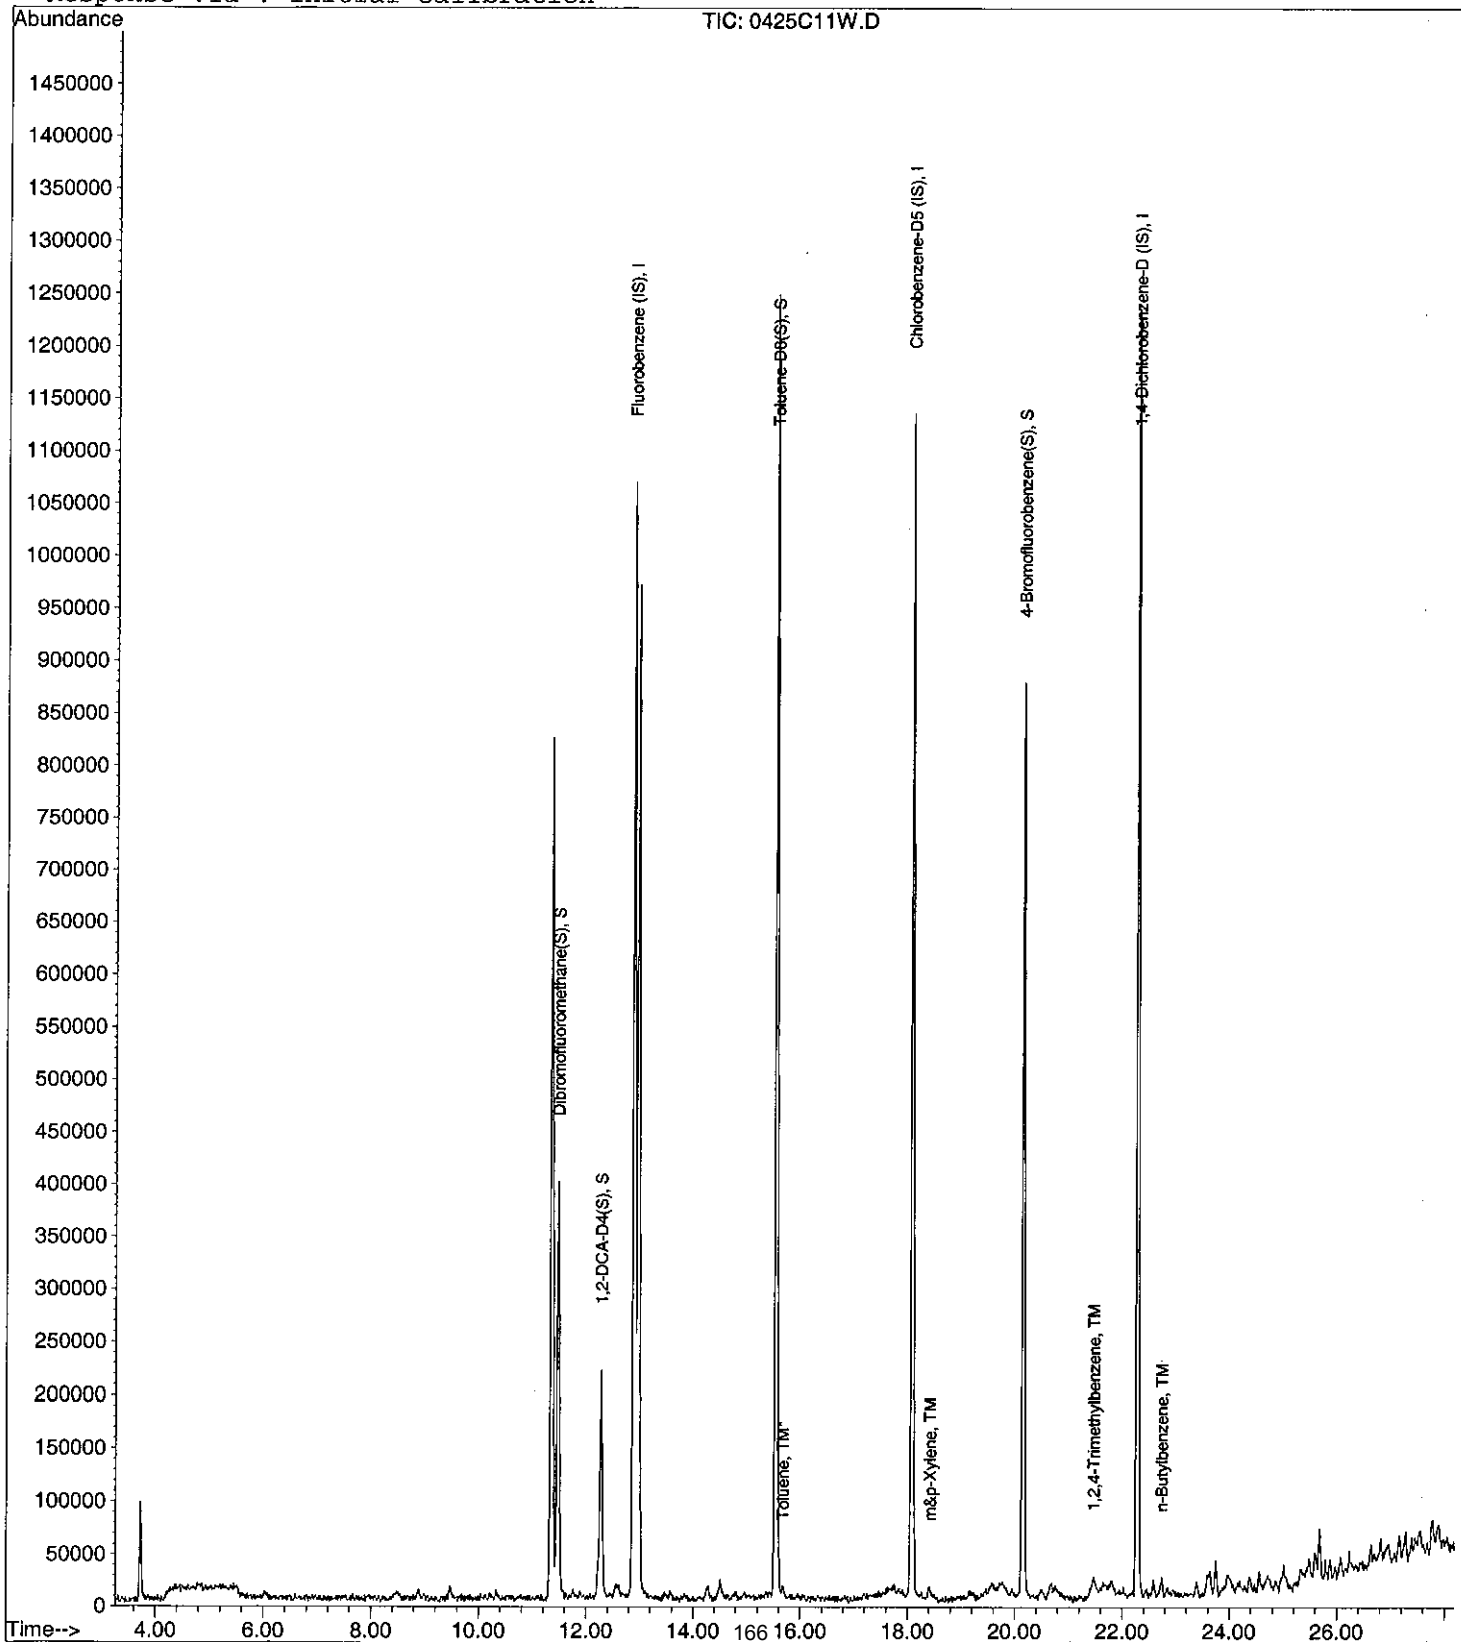 Response via : Initial Calibration
Abundance
TIC: 0425C11W.D
1450000
1400000
1350000
1300000
1250000
1200000
1150000
1100000
1050000
1000000
950000
900000
850000
800000
750000
700000
650000
600000
550000
500000
450000
400000
350000
300000
250000
200000
150000
100000
50000
0
Dibromofluoromethane(S), S
1,2-DCA-D4(S), S
Fluorobenzene (IS), I
Toluene-D8(S), S
Toluene, TM
Chlorobenzene-D5 (IS), I
m&p-Xylene, TM
4-Bromofluorobenzene(S), S
1,2,4-Trimethylbenzene, TM
1,4-Dichlorobenzene-D (IS), I
n-Butylbenzene, TM
Time--> 4.00 6.00 8.00 10.00 12.00 14.00 166 16.00 18.00 20.00 22.00 24.00 26.00